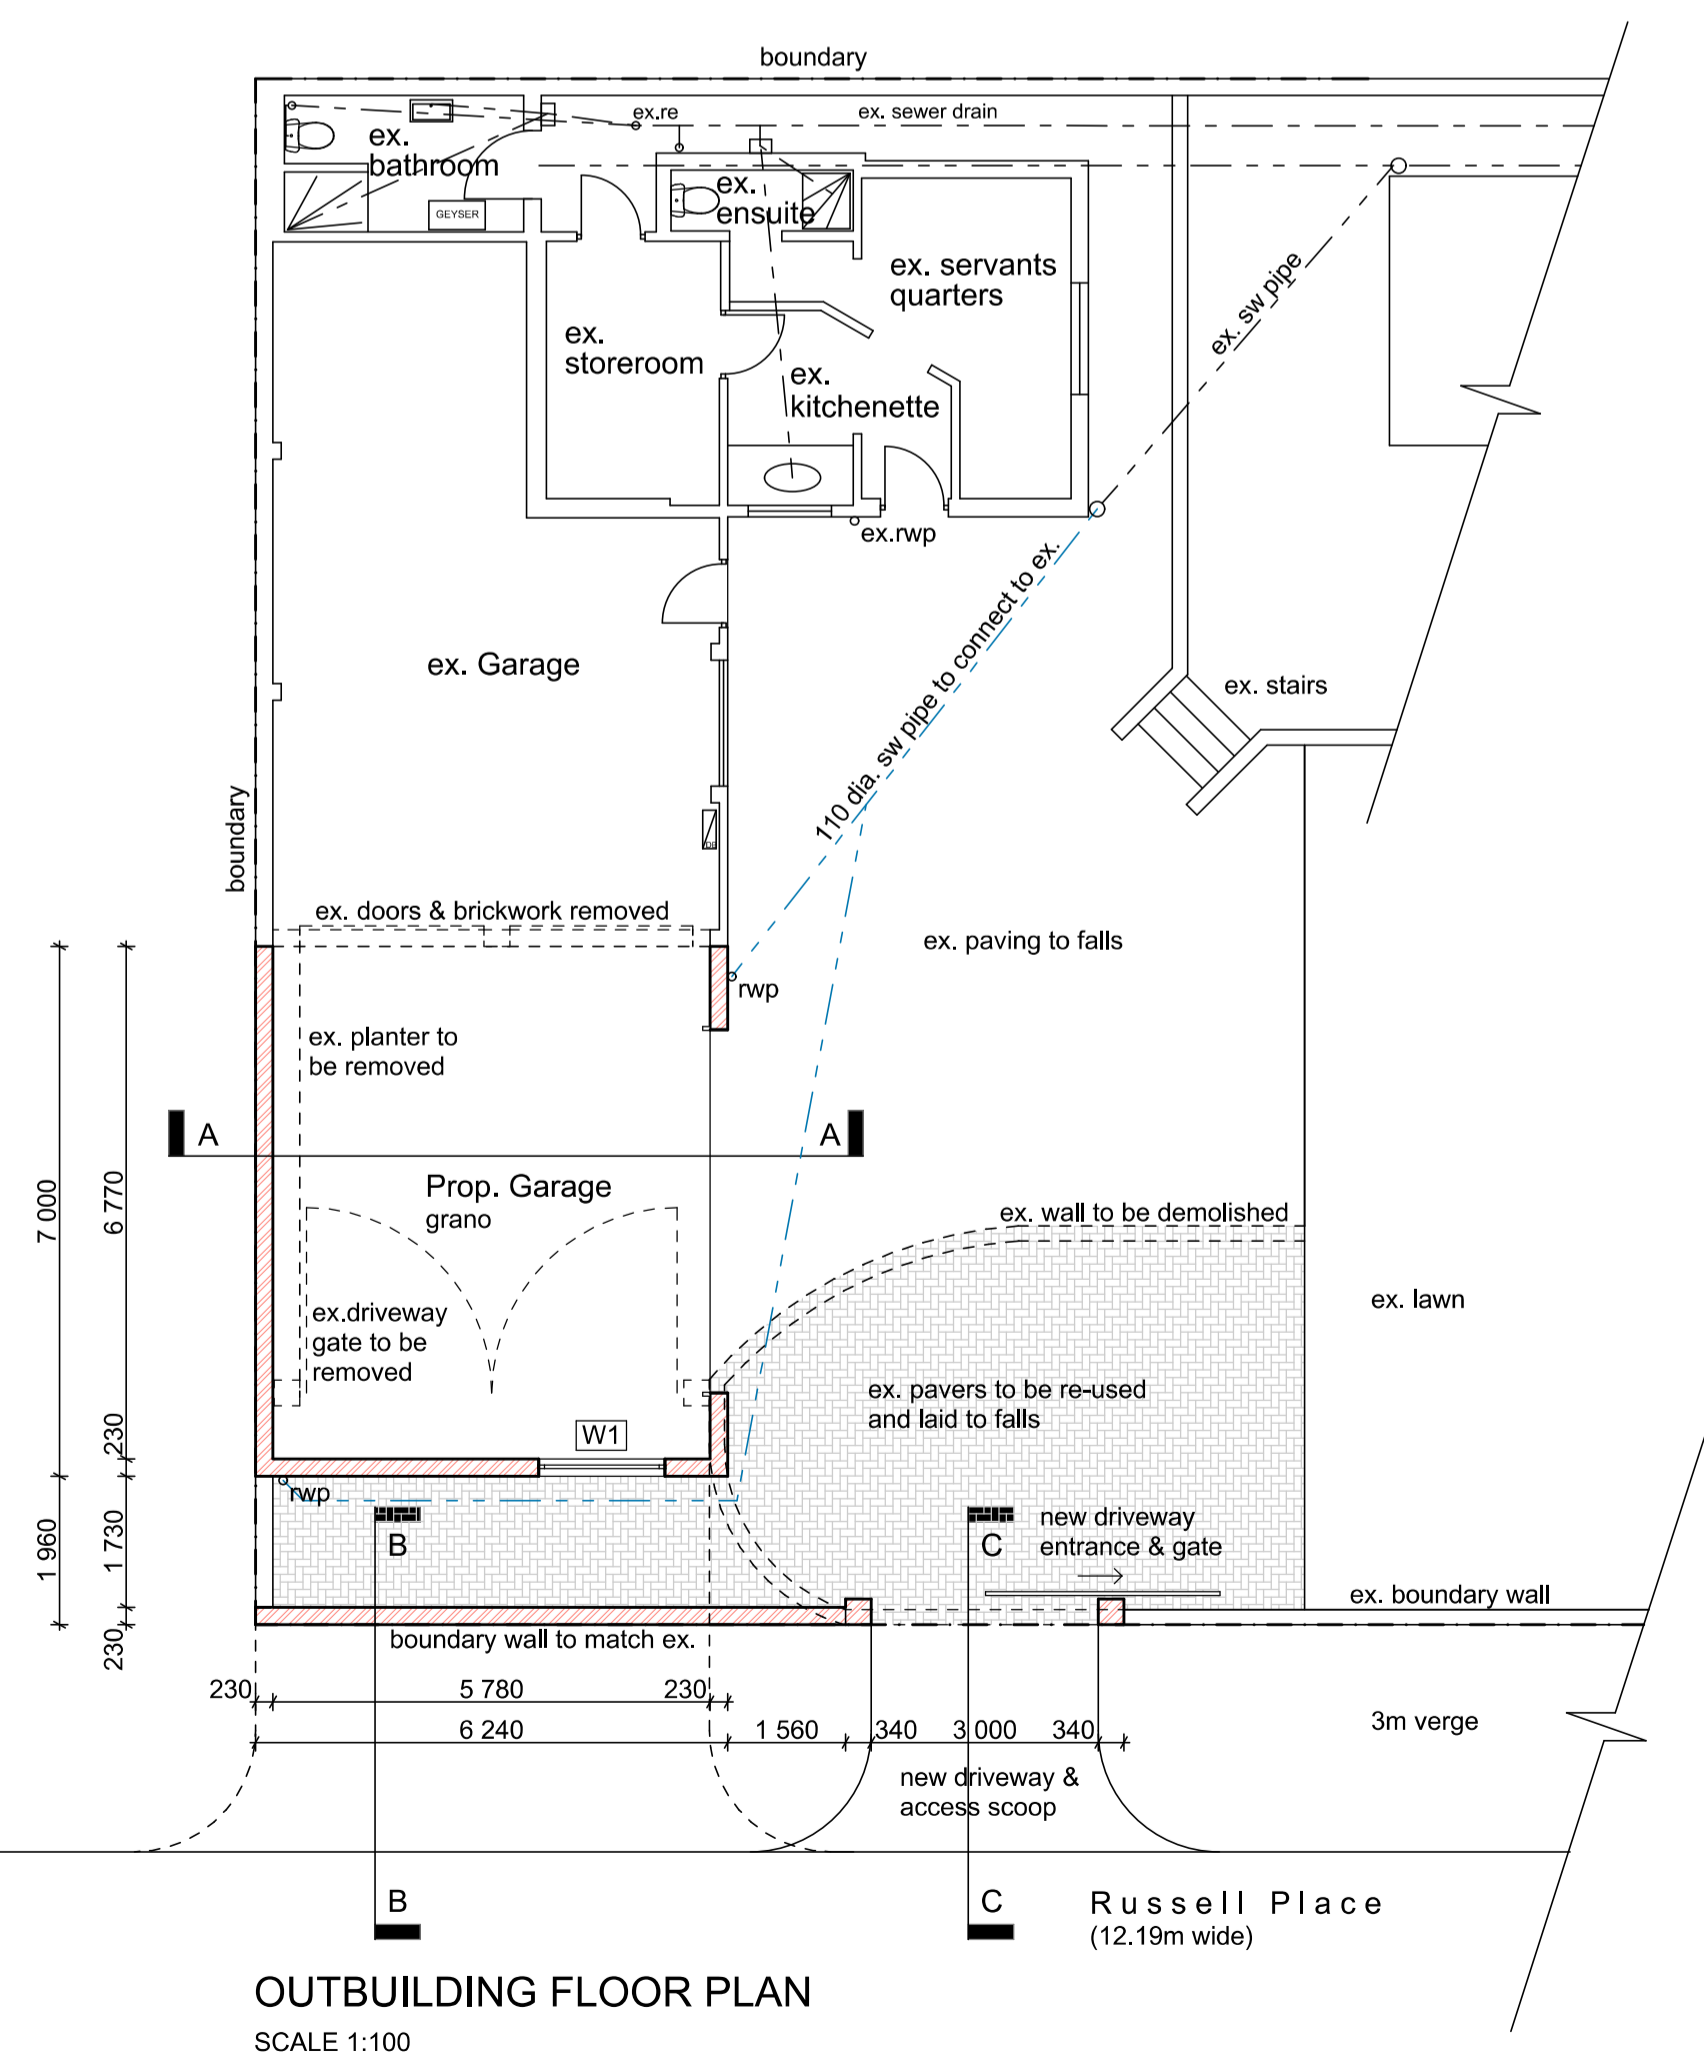 boundary
ex.re
ex. sewer drain
ex.
bathroom
GEYSER
ex.
ensuite
ex. servants
quarters
ex. sw pipe
ex.
storeroom
ex.
kitchenette
ex.rwp
110 dia. sw pipe to connect to ex.
ex. Garage
ex. stairs
boundary
DB
ex. doors & brickwork removed
ex. paving to falls
rwp
ex. planter to
be removed
A
A
7 000
6 770
Prop. Garage
grano
ex. wall to be demolished
ex.driveway
gate to be
removed
ex. lawn
ex. pavers to be re-used
and laid to falls
W1
230
rwp
1 960
1 730
B
C
new driveway
entrance & gate
ex. boundary wall
230
boundary wall to match ex.
230
5 780
230
6 240
1 560
340
3 000
340
3m verge
new driveway &
access scoop
B
C
Russell Place
(12.19m wide)
OUTBUILDING FLOOR PLAN
SCALE 1:100